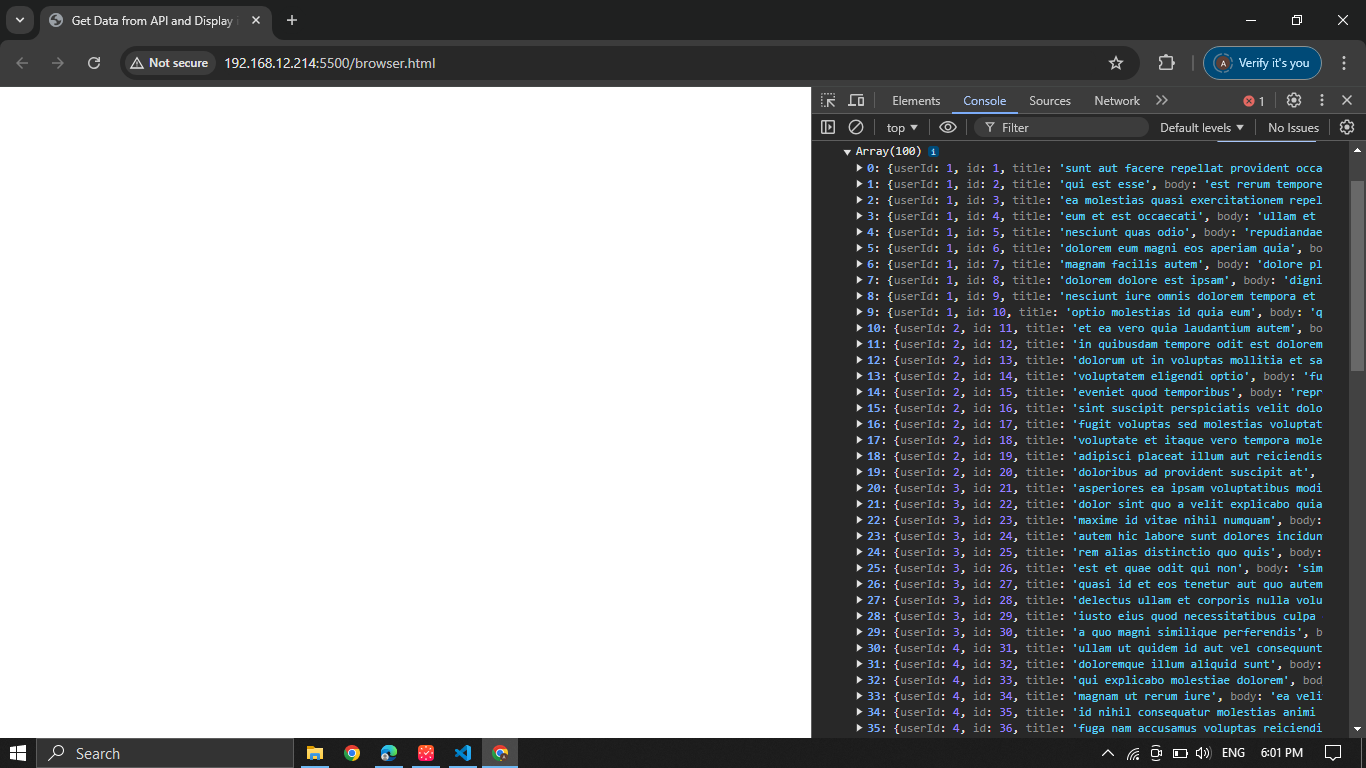 Get Data from API and Display i
Not secure
192.168.12.214:5500/browser.html
A
Verify it's you
Elements
Console
Sources
Network
1
top
Filter
Default levels
No Issues
Array(100) i
0: {userId: 1, id: 1, title: 'sunt aut facere repellat provident occa
1: {userId: 1, id: 2, title: 'qui est esse', body: 'est rerum tempore
2: {userId: 1, id: 3, title: 'ea molestias quasi exercitationem repel
3: {userId: 1, id: 4, title: 'eum et est occaecati', body: 'ullam et
4: {userId: 1, id: 5, title: 'nesciunt quas odio', body: 'repudiandae
5: {userId: 1, id: 6, title: 'dolorem eum magni eos aperiam quia', bo
6: {userId: 1, id: 7, title: 'magnam facilis autem', body: 'dolore pl
7: {userId: 1, id: 8, title: 'dolorem dolore est ipsam', body: 'digni
8: {userId: 1, id: 9, title: 'nesciunt iure omnis dolorem tempora et
9: {userId: 1, id: 10, title: 'optio molestias id quia eum', body: 'q
10: {userId: 2, id: 11, title: 'et ea vero quia laudantium autem', bo
11: {userId: 2, id: 12, title: 'in quibusdam tempore odit est dolorem
12: {userId: 2, id: 13, title: 'dolorum ut in voluptas mollitia et sa
13: {userId: 2, id: 14, title: 'voluptatem eligendi optio', body: 'fu
14: {userId: 2, id: 15, title: 'eveniet quod temporibus', body: 'repr
15: {userId: 2, id: 16, title: 'sint suscipit perspiciatis velit dolo
16: {userId: 2, id: 17, title: 'fugit voluptas sed molestias voluptat
17: {userId: 2, id: 18, title: 'voluptate et itaque vero tempora mole
18: {userId: 2, id: 19, title: 'adipisci placeat illum aut reiciendis
19: {userId: 2, id: 20, title: 'doloribus ad provident suscipit at',
20: {userId: 3, id: 21, title: 'asperiores ea ipsam voluptatibus modi
21: {userId: 3, id: 22, title: 'dolor sint quo a velit explicabo quia
22: {userId: 3, id: 23, title: 'maxime id vitae nihil numquam', body:
23: {userId: 3, id: 24, title: 'autem hic labore sunt dolores incidun
24: {userId: 3, id: 25, title: 'rem alias distinctio quo quis', body:
25: {userId: 3, id: 26, title: 'est et quae odit qui non', body: 'sim
26: {userId: 3, id: 27, title: 'quasi id et eos tenetur aut quo autem
27: {userId: 3, id: 28, title: 'delectus ullam et corporis nulla volu
28: {userId: 3, id: 29, title: 'iusto eius quod necessitatibus culpa
29: {userId: 3, id: 30, title: 'a quo magni similique perferendis', b
30: {userId: 4, id: 31, title: 'ullam ut quidem id aut vel consequunt
31: {userId: 4, id: 32, title: 'doloremque illum aliquid sunt', body:
32: {userId: 4, id: 33, title: 'qui explicabo molestiae dolorem', bod
33: {userId: 4, id: 34, title: 'magnam ut rerum iure', body: 'ea veli
34: {userId: 4, id: 35, title: 'id nihil consequatur molestias animi
35: {userId: 4, id: 36, title: 'fuga nam accusamus voluptas reiciendi
Search
ENG
6:01 PM